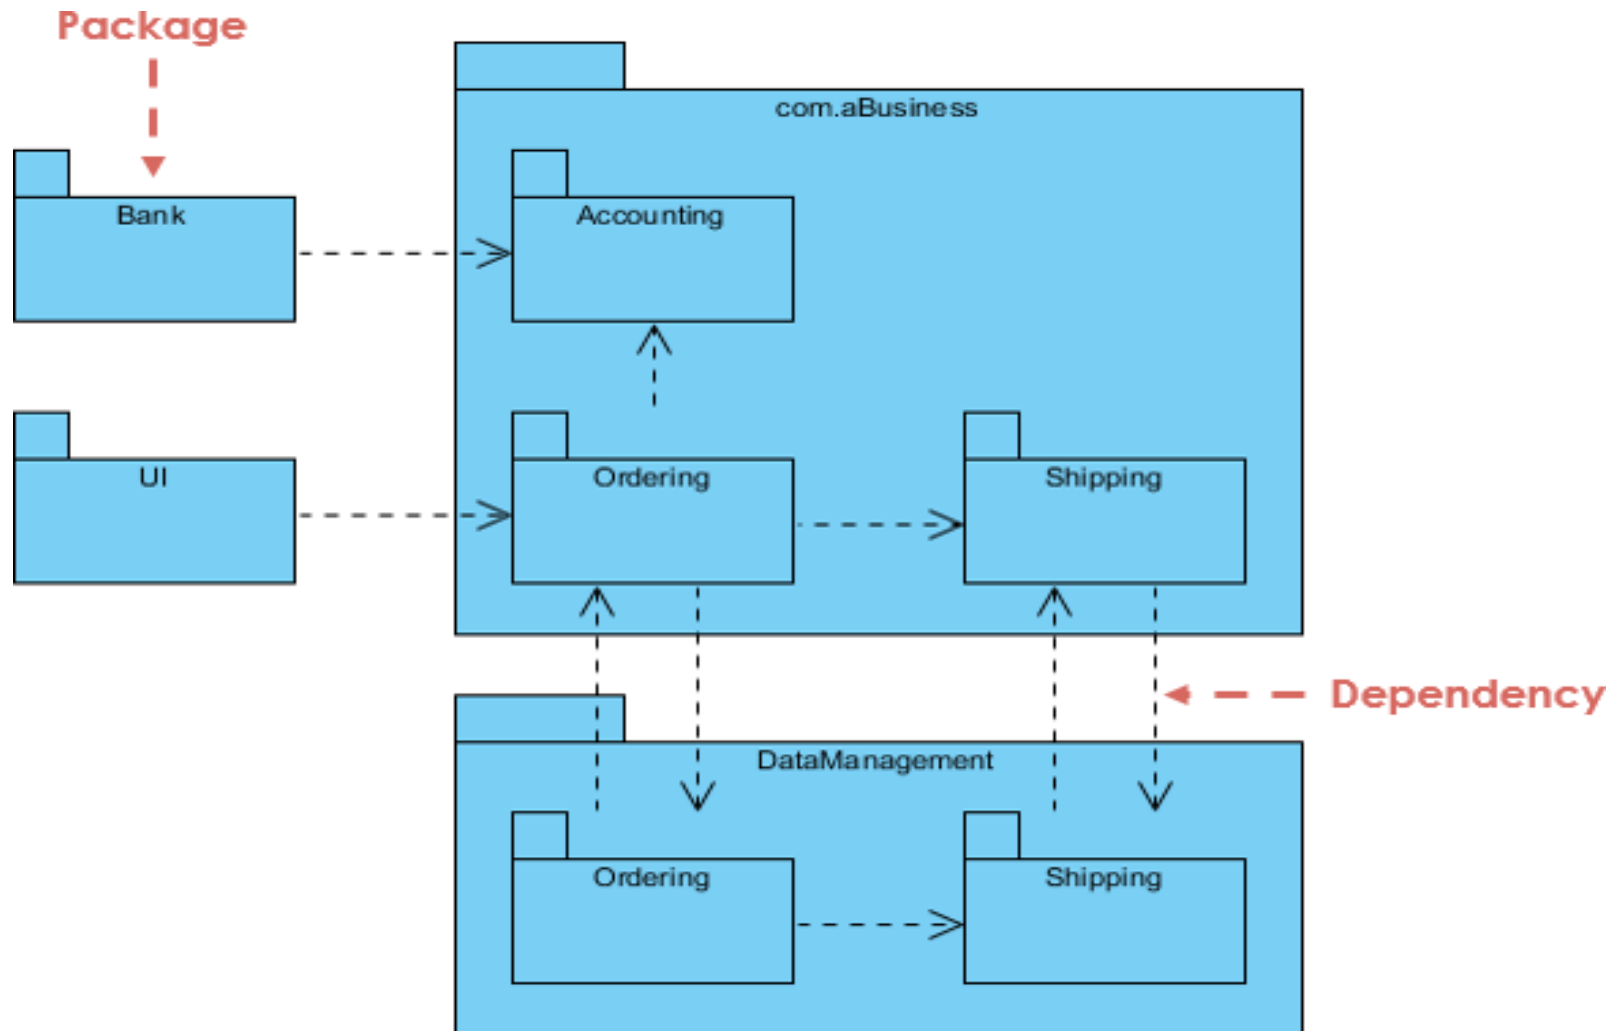 Package
com.aBusiness
Bank
Accounting
UI
Ordering
Shipping
Dependency
DataManagement
Ordering
Shipping